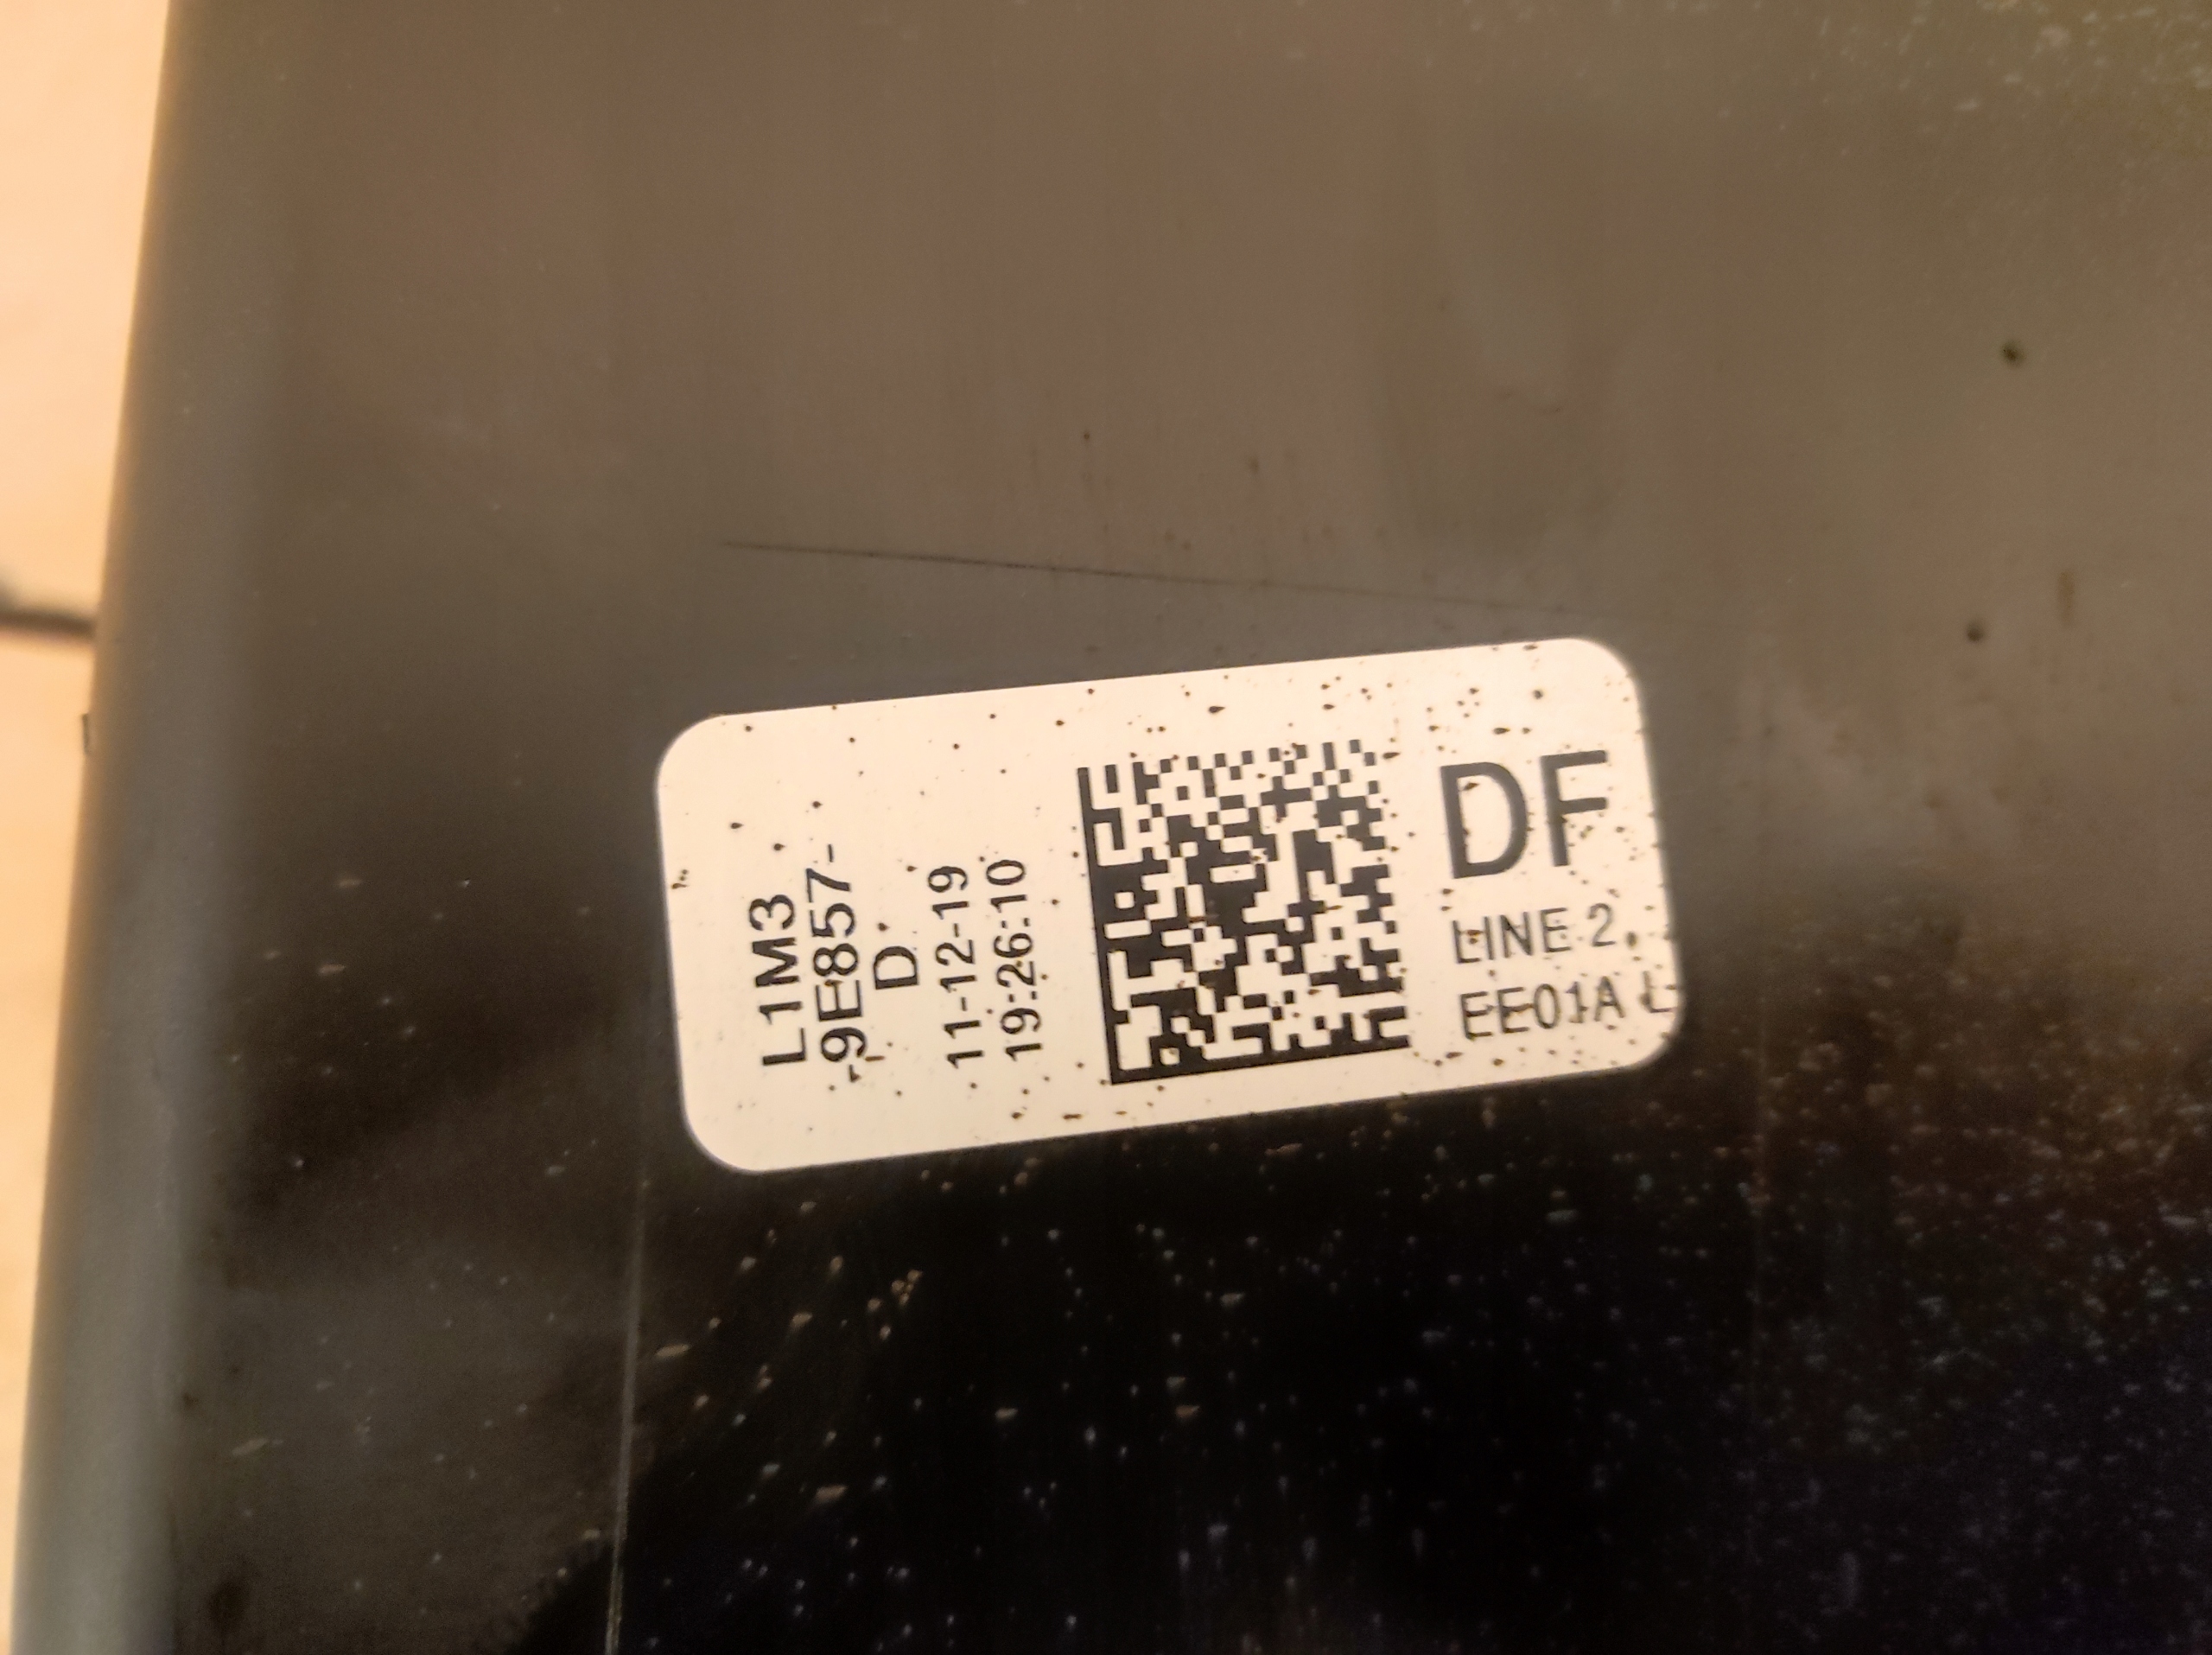 L1M3
-9E857-
D
11-12-19
19:26:10
DF
LINE 2
EE01A